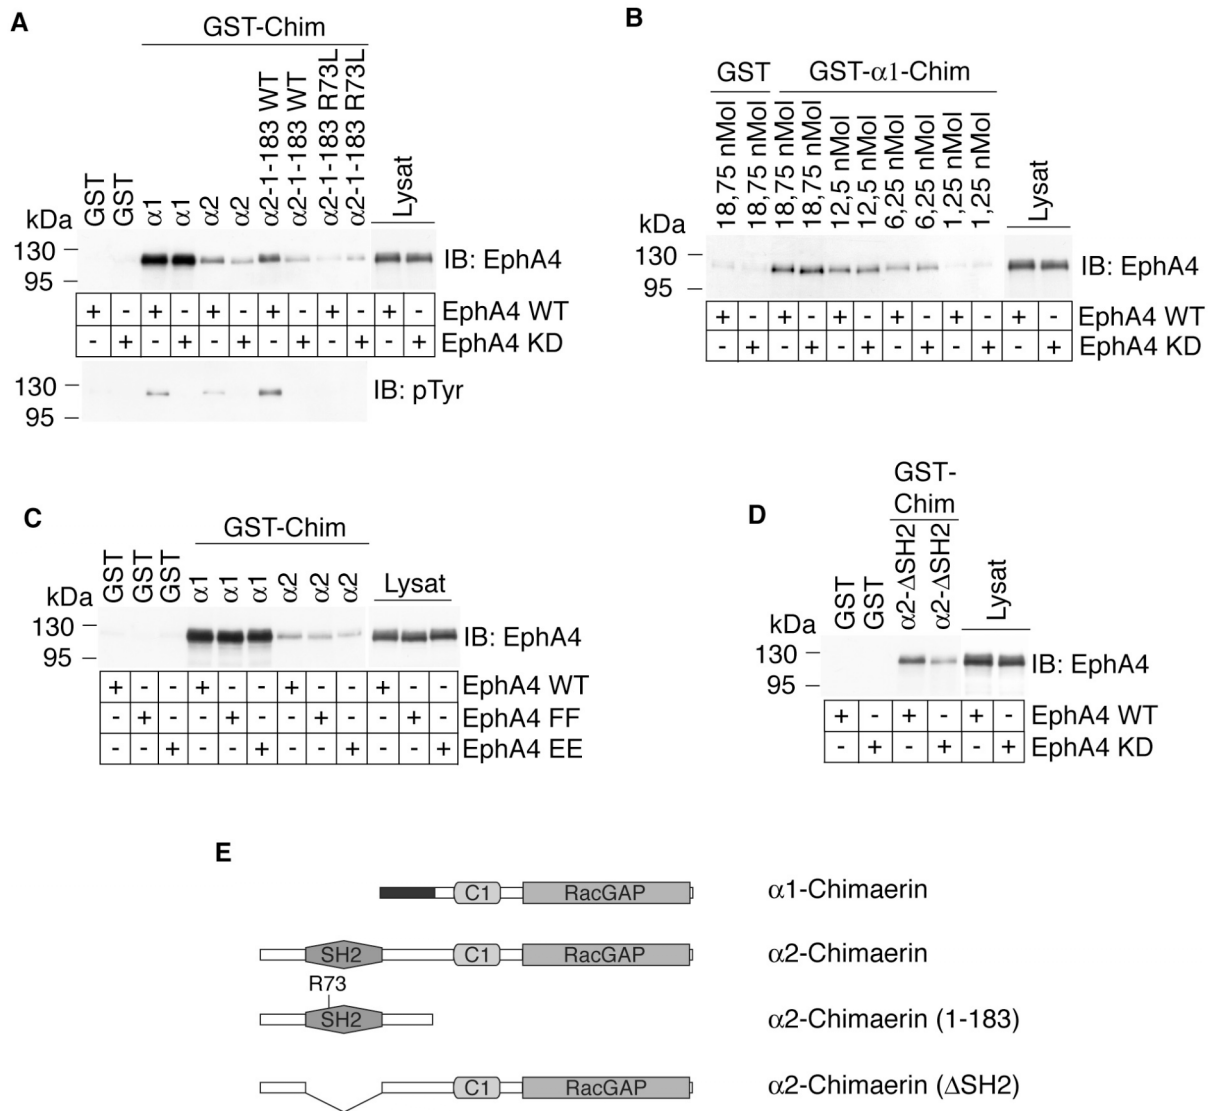 A
GST-Chim
GST
GST
α1
α1
α2
α2
α2-1-183 WT
α2-1-183 WT
α2-1-183 R73L
α2-1-183 R73L
Lysat
kDa
130
95
IB: EphA4
+ - + - + - + - + - + - EphA4 WT
- + - + - + - + - + - + EphA4 KD
130
95
IB: pTyr
B
GST GST-α1-Chim
18,75 nMol
18,75 nMol
18,75 nMol
18,75 nMol
12,5 nMol
12,5 nMol
6,25 nMol
6,25 nMol
1,25 nMol
1,25 nMol
Lysat
kDa
130
95
IB: EphA4
+ - + - + - + - + - + - EphA4 WT
- + - + - + - + - + - + EphA4 KD
C
GST-Chim
GST
GST
GST
α1
α1
α1
α2
α2
α2
Lysat
kDa
130
95
IB: EphA4
+ - - + - - + - - + - - EphA4 WT
- + - - + - - + - - + - EphA4 FF
- - + - - + - - + - - + EphA4 EE
D
GST-
Chim
GST
GST
α2-ΔSH2
α2-ΔSH2
Lysat
kDa
130
95
IB: EphA4
+ - + - + - EphA4 WT
- + - + - + EphA4 KD
E
C1 RacGAP α1-Chimaerin
SH2 C1 RacGAP α2-Chimaerin
R73
SH2 α2-Chimaerin (1-183)
C1 RacGAP α2-Chimaerin (ΔSH2)